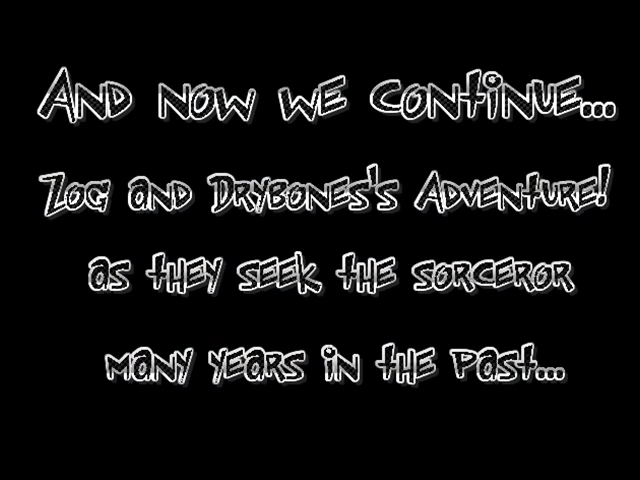 And now we continue...
Zog and Drybones's Adventure!
as they seek the sorceror
many years in the past...